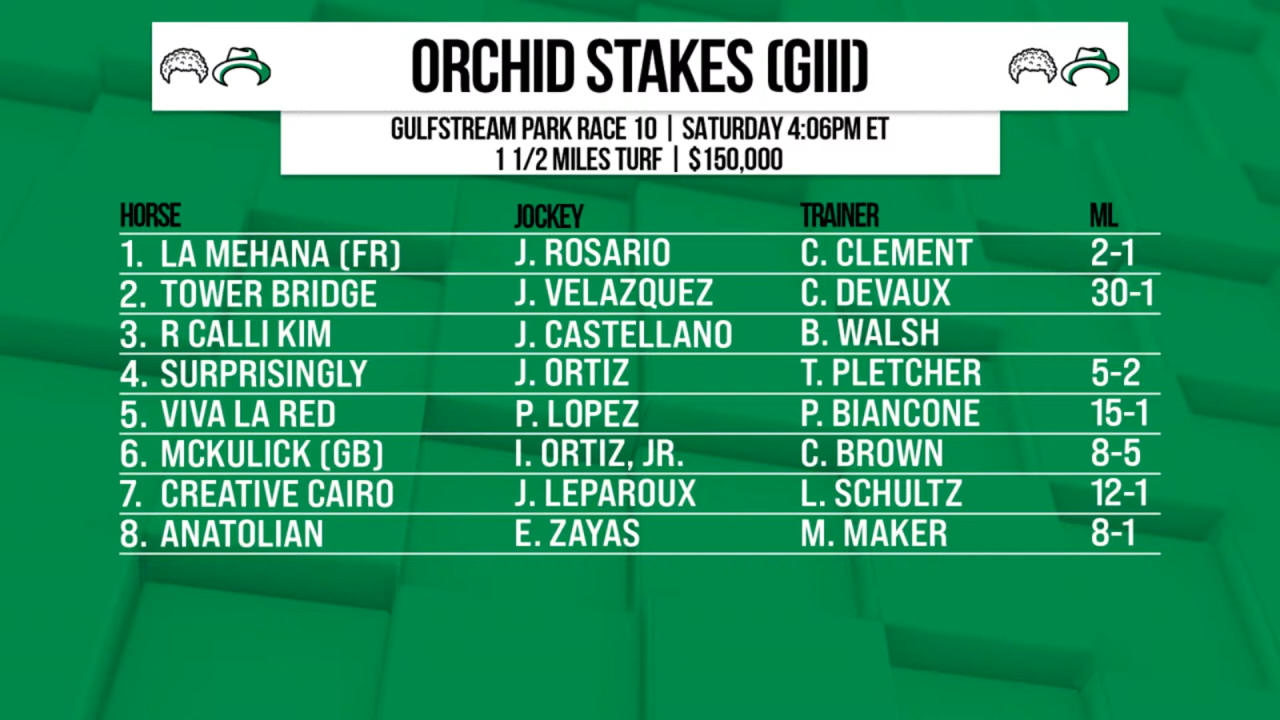 ORCHID STAKES (GIII)
GULFSTREAM PARK RACE 10 | SATURDAY 4:06PM ET
1 1/2 MILES TURF | $150,000
HORSE JOCKEY TRAINER ML
1. LA MEHANA (FR) J. ROSARIO C. CLEMENT 2-1
2. TOWER BRIDGE J. VELAZQUEZ C. DEVAUX 30-1
3. R CALLI KIM J. CASTELLANO B. WALSH
4. SURPRISINGLY J. ORTIZ T. PLETCHER 5-2
5. VIVA LA RED P. LOPEZ P. BIANCONE 15-1
6. MCKULICK (GB) I. ORTIZ, JR. C. BROWN 8-5
7. CREATIVE CAIRO J. LEPAROUX L. SCHULTZ 12-1
8. ANATOLIAN E. ZAYAS M. MAKER 8-1